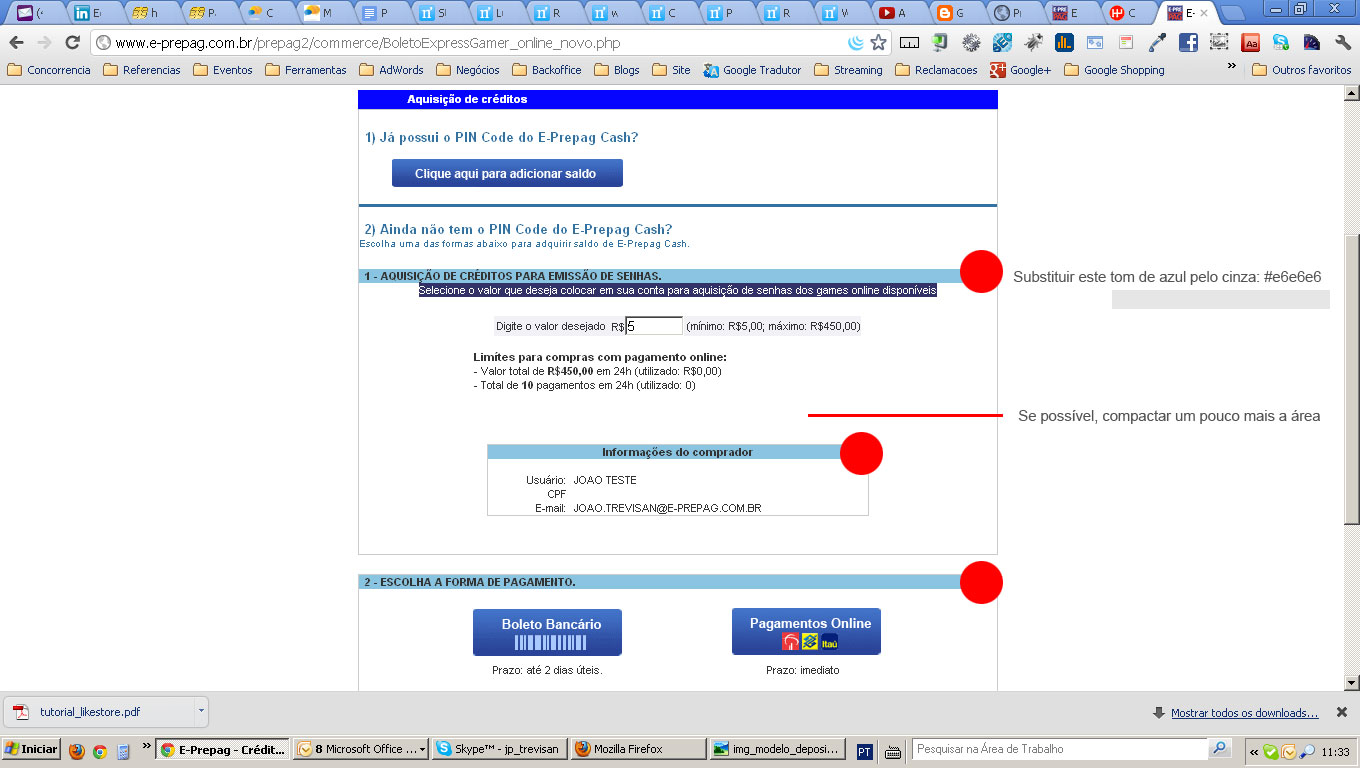 www.e-prepag.com.br/prepag2/commerce/BoletoExpressGamer_online_novo.php
Concorrencia
Referencias
Eventos
Ferramentas
AdWords
Negócios
Backoffice
Blogs
Site
Google Tradutor
Streaming
Reclamacoes
Google+
Google Shopping
»
Outros favoritos
Aquisição de créditos
1) Já possui o PIN Code do E-Prepag Cash?
Clique aqui para adicionar saldo
2) Ainda não tem o PIN Code do E-Prepag Cash?
Escolha uma das formas abaixo para adquirir saldo de E-Prepag Cash.
1 - AQUISIÇÃO DE CRÉDITOS PARA EMISSÃO DE SENHAS.
Substituir este tom de azul pelo cinza: #e6e6e6
Selecione o valor que deseja colocar em sua conta para aquisição de senhas dos games online disponíveis
Digite o valor desejado R$ 5 (mínimo: R$5,00; máximo: R$450,00)
Limítes para compras com pagamento online:
- Valor total de R$450,00 em 24h (utilizado: R$0,00)
- Total de 10 pagamentos em 24h (utilizado: 0)
Se possível, compactar um pouco mais a área
Informações do comprador
Usuário: JOAO TESTE
CPF
E-mail: JOAO.TREVISAN@E-PREPAG.COM.BR
2 - ESCOLHA A FORMA DE PAGAMENTO.
Boleto Bancário
Pagamentos Online
Itaú
Prazo: até 2 dias úteis.
Prazo: imediato
tutorial_likestore.pdf
Mostrar todos os downloads...
Iniciar
»
E-Prepag - Crédit...
8 Microsoft Office ...
Skype™ - jp_trevisan
Mozilla Firefox
img_modelo_deposi...
PT
Pesquisar na Área de Trabalho
«
11:33